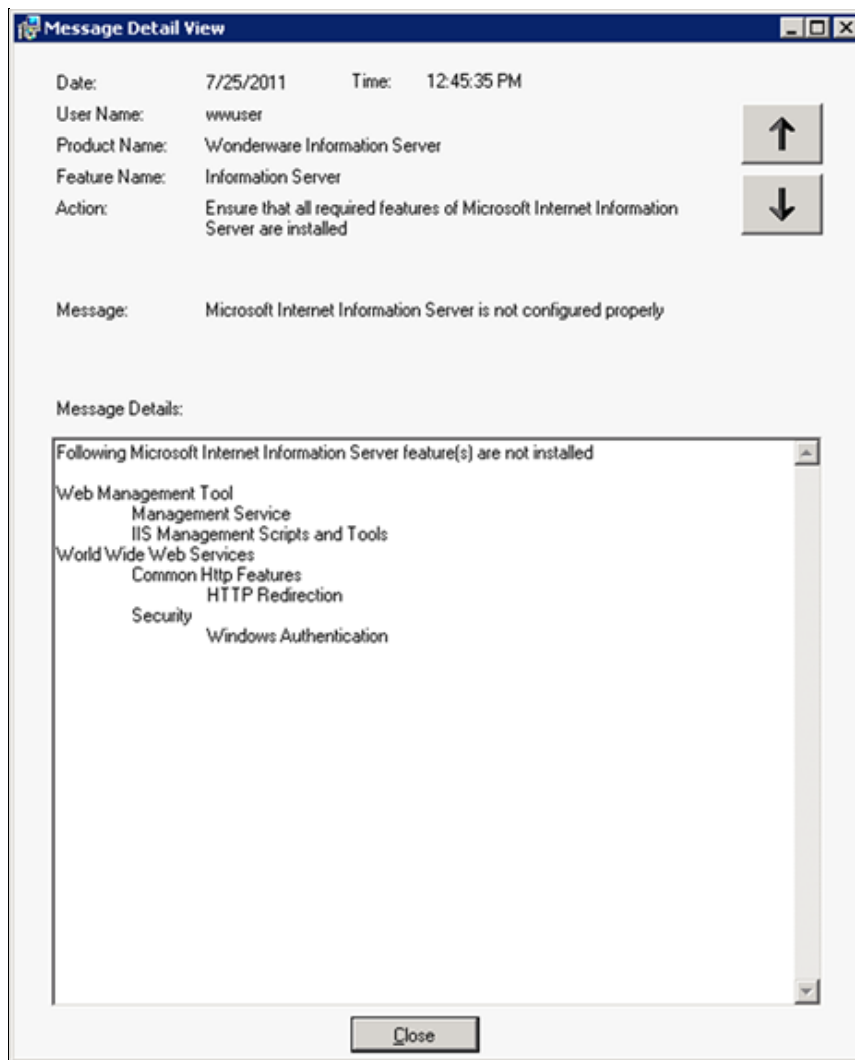 Message Detail View
Date: 7/25/2011 Time: 12:45:35 PM
User Name: wwuser
Product Name: Wonderware Information Server
Feature Name: Information Server
Action: Ensure that all required features of Microsoft Internet Information
Server are installed
Message: Microsoft Internet Information Server is not configured properly
Message Details:
Following Microsoft Internet Information Server feature(s) are not installed
Web Management Tool
Management Service
IIS Management Scripts and Tools
World Wide Web Services
Common Http Features
HTTP Redirection
Security
Windows Authentication
Close